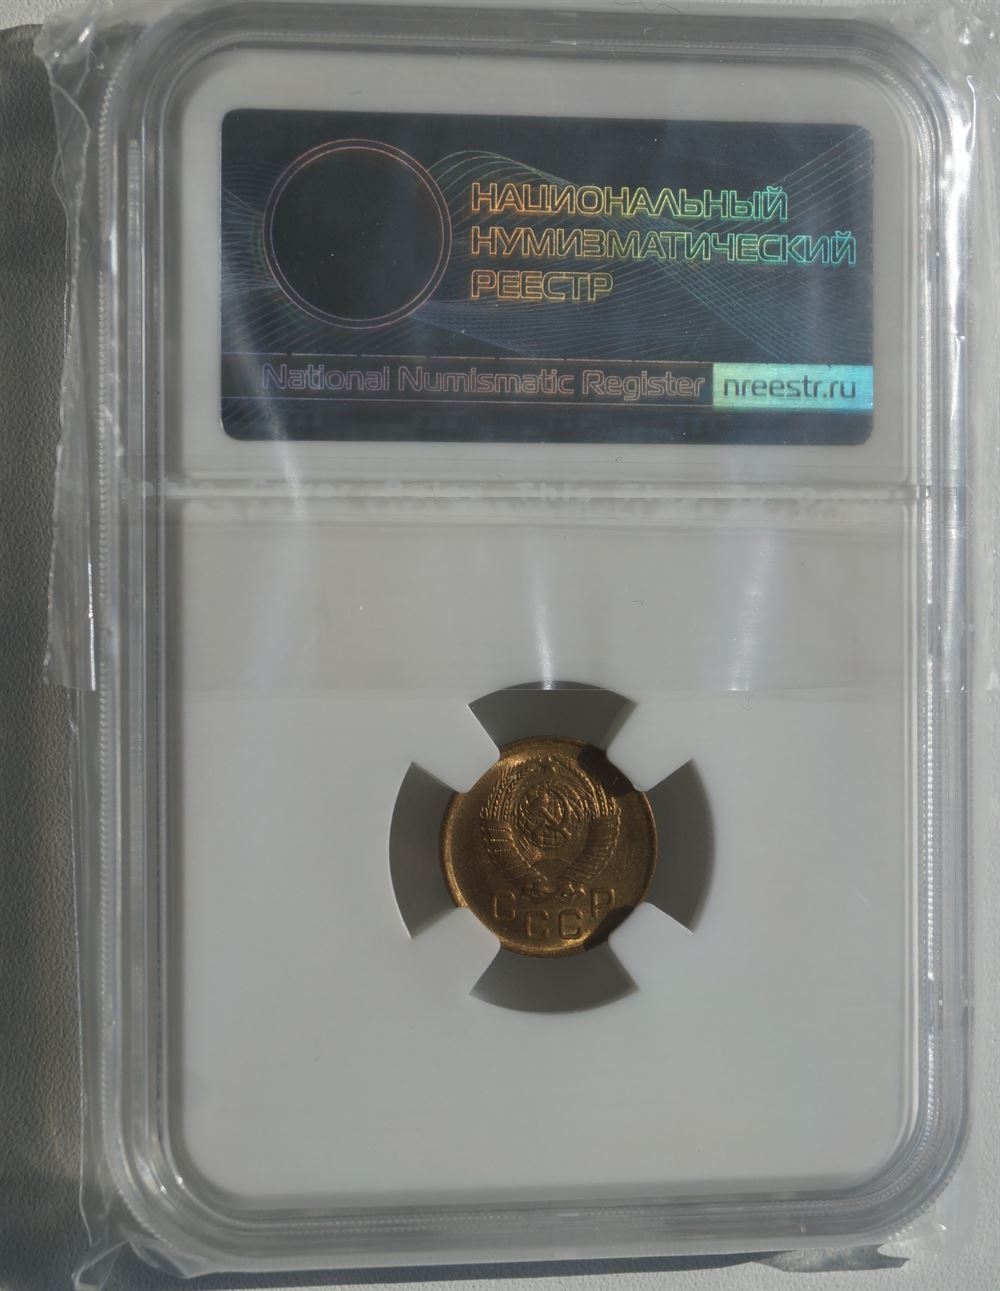 НАЦИОНАЛЬНЫЙ
НУМИЗМАТИЧЕСКИЙ
РЕЕСТР
National Numismatic Register
nreestr.ru
СССР